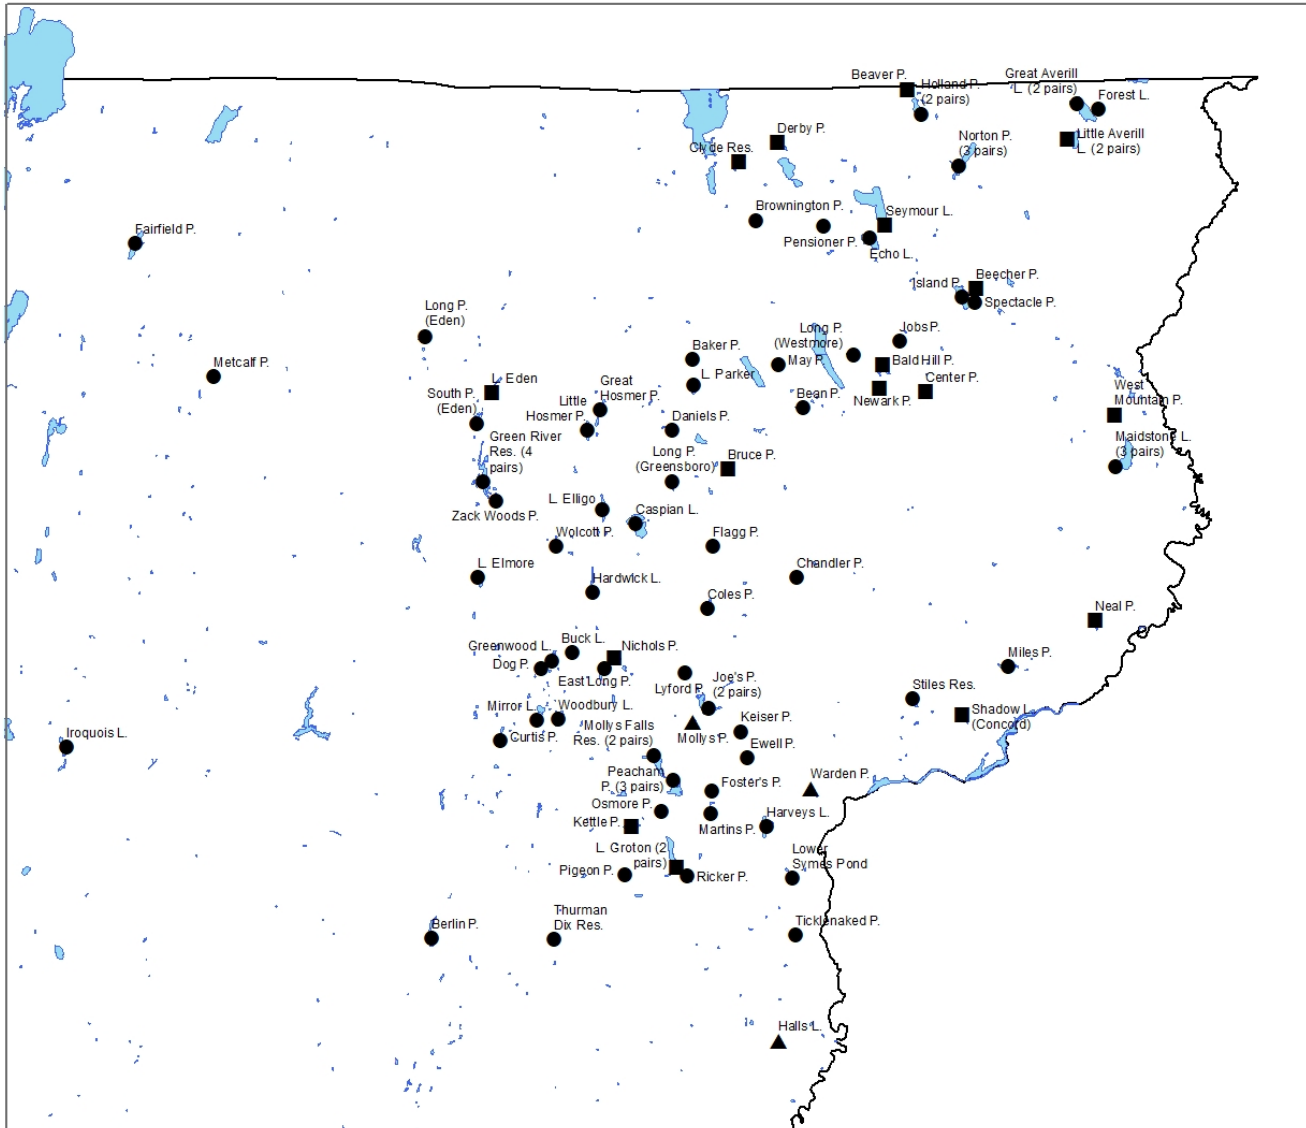 Beaver P.
Holland P.
(2 pairs)
Great Averill
L. (2 pairs)
Forest L.
Derby P.
Clyde Res.
Norton P.
(3 pairs)
Little Averill
L. (2 pairs)
Brownington P.
Seymour L.
Pensioner P.
Echo L.
Fairfield P.
Island P.
Beecher P.
Spectacle P.
Long P.
(Eden)
Long P.
(Westmore)
Jobs P.
Baker P.
May P.
Bald Hill P.
Metcalf P.
L. Eden
L. Parker
Center P.
South P.
(Eden)
Great
Hosmer P.
Little
Hosmer P.
Bean P.
Newark P.
West
Mountain P.
Daniels P.
Green River
Res. (4
pairs)
Long P.
(Greensboro)
Bruce P.
Maidstone L.
(3 pairs)
Zack Woods P.
L. Elligo
Caspian L.
Wolcott P.
Flagg P.
L. Elmore
Hardwick L.
Chandler P.
Coles P.
Neal P.
Greenwood L.
Buck L.
Nichols P.
Dog P.
East Long P.
Lyford P.
Joe's P.
(2 pairs)
Miles P.
Stiles Res.
Shadow L.
(Concord)
Mirror L.
Woodbury L.
Mollys Falls
Res. (2 pairs)
Mollys P.
Keiser P.
Iroquois L.
Curtis P.
Ewell P.
Peacham
P. (3 pairs)
Foster's P.
Warden P.
Osmore P.
Kettle P.
Martins P.
Harveys L.
L. Groton (2
pairs)
Lower
Symes Pond
Pigeon P.
Ricker P.
Berlin P.
Thurman
Dix Res.
Ticklenaked P.
Halls L.